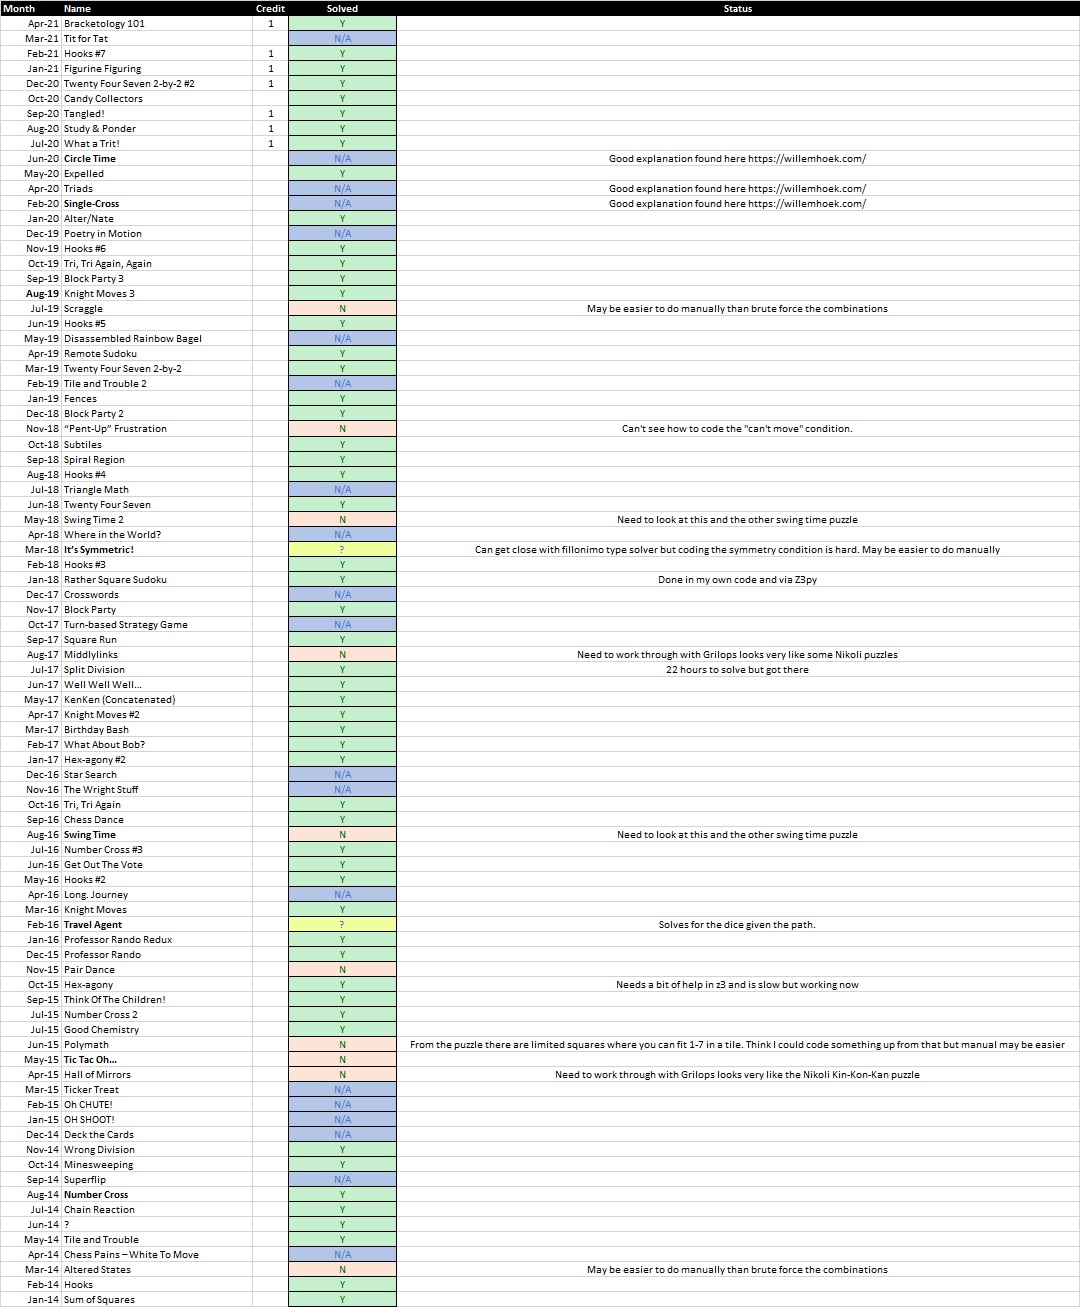 Month Name Credit Solved Status
Apr-21 Bracketology 101 1 Y
Mar-21 Tit for Tat N/A
Feb-21 Hooks #7 1 Y
Jan-21 Figurine Figuring 1 Y
Dec-20 Twenty Four Seven 2-by-2 #2 1 Y
Oct-20 Candy Collectors Y
Sep-20 Tangled! 1 Y
Aug-20 Study & Ponder 1 Y
Jul-20 What a Trit! 1 Y
Jun-20 Circle Time N/A Good explanation found here https://willemhoek.com/
May-20 Expelled Y
Apr-20 Triads N/A Good explanation found here https://willemhoek.com/
Feb-20 Single-Cross N/A Good explanation found here https://willemhoek.com/
Jan-20 Alter/Nate Y
Dec-19 Poetry in Motion N/A
Nov-19 Hooks #6 Y
Oct-19 Tri, Tri Again, Again Y
Sep-19 Block Party 3 Y
Aug-19 Knight Moves 3 Y
Jul-19 Scraggle N May be easier to do manually than brute force the combinations
Jun-19 Hooks #5 Y
May-19 Disassembled Rainbow Bagel N/A
Apr-19 Remote Sudoku Y
Mar-19 Twenty Four Seven 2-by-2 Y
Feb-19 Tile and Trouble 2 N/A
Jan-19 Fences Y
Dec-18 Block Party 2 Y
Nov-18 “Pent-Up” Frustration N Can't see how to code the "can't move" condition.
Oct-18 Subtiles Y
Sep-18 Spiral Region Y
Aug-18 Hooks #4 Y
Jul-18 Triangle Math N/A
Jun-18 Twenty Four Seven Y
May-18 Swing Time 2 N Need to look at this and the other swing time puzzle
Apr-18 Where in the World? N/A
Mar-18 It’s Symmetric! ? Can get close with fillonimo type solver but coding the symmetry condition is hard. May be easier to do manually
Feb-18 Hooks #3 Y
Jan-18 Rather Square Sudoku Y Done in my own code and via Z3py
Dec-17 Crosswords N/A
Nov-17 Block Party Y
Oct-17 Turn-based Strategy Game N/A
Sep-17 Square Run Y
Aug-17 Middlylinks N Need to work through with Grilops looks very like some Nikoli puzzles
Jul-17 Split Division Y 22 hours to solve but got there
Jun-17 Well Well Well... Y
May-17 KenKen (Concatenated) Y
Apr-17 Knight Moves #2 Y
Mar-17 Birthday Bash Y
Feb-17 What About Bob? Y
Jan-17 Hex-agony #2 Y
Dec-16 Star Search N/A
Nov-16 The Wright Stuff N/A
Oct-16 Tri, Tri Again Y
Sep-16 Chess Dance Y
Aug-16 Swing Time N Need to look at this and the other swing time puzzle
Jul-16 Number Cross #3 Y
Jun-16 Get Out The Vote Y
May-16 Hooks #2 Y
Apr-16 Long. Journey N/A
Mar-16 Knight Moves Y
Feb-16 Travel Agent ? Solves for the dice given the path.
Jan-16 Professor Rando Redux Y
Dec-15 Professor Rando Y
Nov-15 Pair Dance N
Oct-15 Hex-agony Y Needs a bit of help in z3 and is slow but working now
Sep-15 Think Of The Children! Y
Jul-15 Number Cross 2 Y
Jul-15 Good Chemistry Y
Jun-15 Polymath N From the puzzle there are limited squares where you can fit 1-7 in a tile. Think I could code something up from that but manual may be easier
May-15 Tic Tac Oh... N
Apr-15 Hall of Mirrors N Need to work through with Grilops looks very like the Nikoli Kin-Kon-Kan puzzle
Mar-15 Ticker Treat N/A
Feb-15 Oh CHUTE! N/A
Jan-15 OH SHOOT! N/A
Dec-14 Deck the Cards N/A
Nov-14 Wrong Division Y
Oct-14 Minesweeping Y
Sep-14 Superflip N/A
Aug-14 Number Cross Y
Jul-14 Chain Reaction Y
Jun-14 ? Y
May-14 Tile and Trouble Y
Apr-14 Chess Pains – White To Move N/A
Mar-14 Altered States N May be easier to do manually than brute force the combinations
Feb-14 Hooks Y
Jan-14 Sum of Squares Y